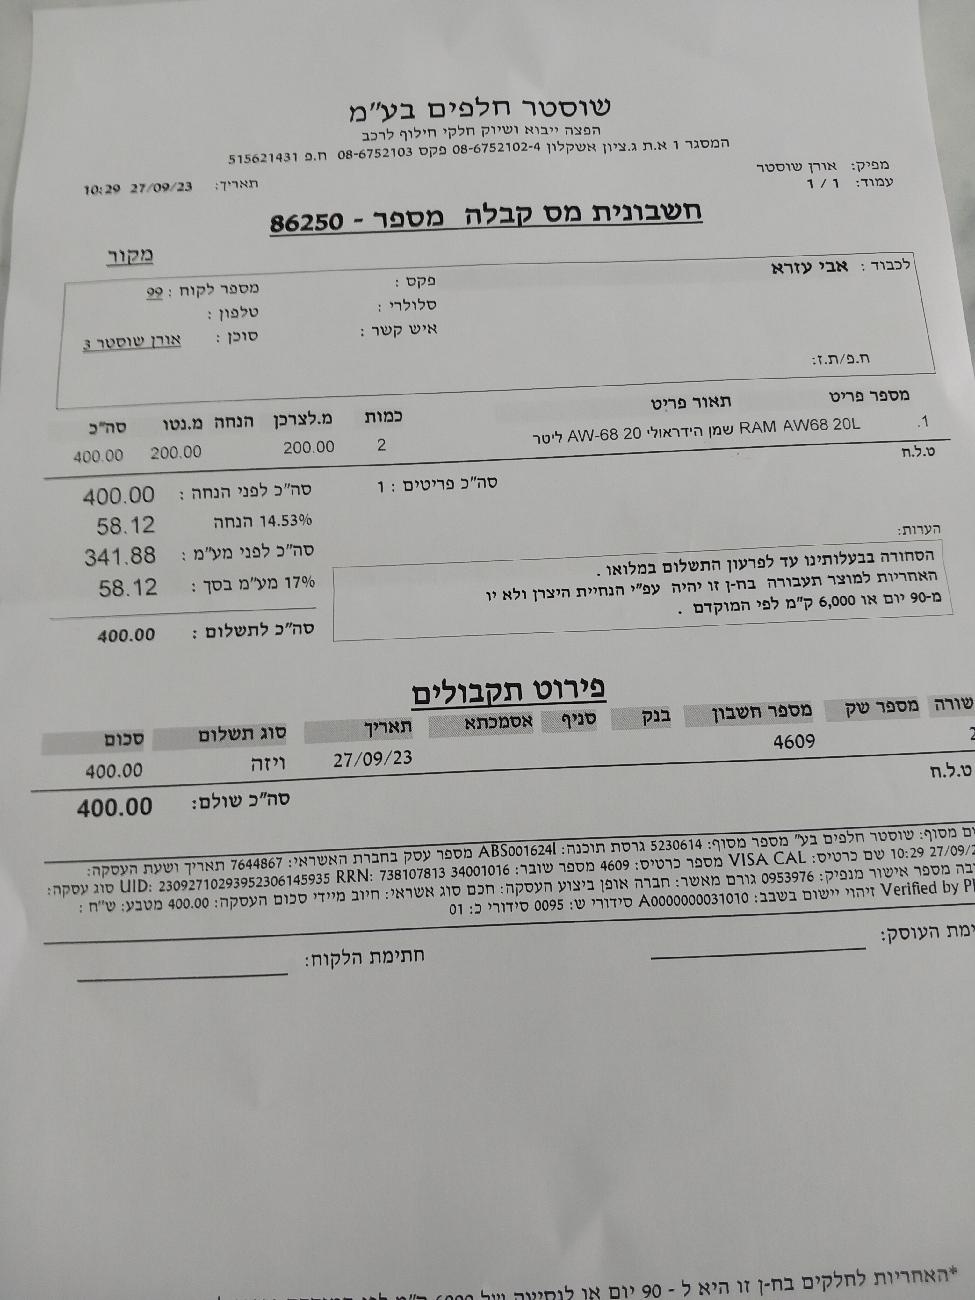 שוסטר חלפים בע"מ
הפצה ייבוא ושיוק חלקי חילוף לרכב
המסגר 1 א.ת ג.ציון אשקלון 08-6752102-4 פקס 08-6752103 ח.פ 515621431
מפיק: אורן שוסטר
עמוד: 1 / 1
תאריך: 27/09/23 10:29
חשבונית מס קבלה מספר - 86250
מקור
לכבוד : אבי עזרא
פקס :
מספר לקוח : 99
סלולרי :
טלפון :
איש קשר :
סוכן : אורן שוסטר 3
ח.פ/ת.ז:
מספר פריט תאור פריט כמות מ.לצרכן הנחה מ.נטו סה"כ
1. RAM AW68 20L שמן הידראולי AW-68 20 ליטר 2 200.00 200.00 400.00
ט.ל.ח
סה"כ פריטים : 1
סה"כ לפני הנחה : 400.00
14.53% הנחה 58.12
סה"כ לפני מע"מ : 341.88
17% מע"מ בסך : 58.12
סה"כ לתשלום : 400.00
הערות:
הסחורה בבעלותינו עד לפרעון התשלום במלואו .
האחריות למוצר תעבורה בח-ן זו יהיה עפ"י הנחיית היצרן ולא יו
מ-90 יום או 6,000 ק"מ לפי המוקדם .
פירוט תקבולים
שורה מספר שק מספר חשבון בנק סניף אסמכתא תאריך סוג תשלום סכום
4609 27/09/23 ויזה 400.00
ט.ל.ח
סה"כ שולם: 400.00
מסוף: שוסטר חלפים בע" מספר מסוף: 5230614 גרסת תוכנה: ABS001624I מספר עסק בחברת האשראי: 7644867 תאריך ושעת העסקה:
10:29 שם כרטיס: VISA CAL מספר כרטיס: 4609 מספר שובר: 34001016 RRN: 738107813 UID: 23092710293952306145935 סוג עסקה:
מספר אישור מנפיק: 0953976 גורם מאשר: חברה אופן ביצוע העסקה: חכם סוג אשראי: חיוב מיידי סכום העסקה: 400.00 מטבע: ש"ח :
Verified by זיהוי יישום בשבב: A0000000031010 סידורי ש: 0095 סידורי כ: 01
העוסק:
חתימת הלקוח:
*האחריות לחלקים בח-ן זו היא ל - 90 יום או